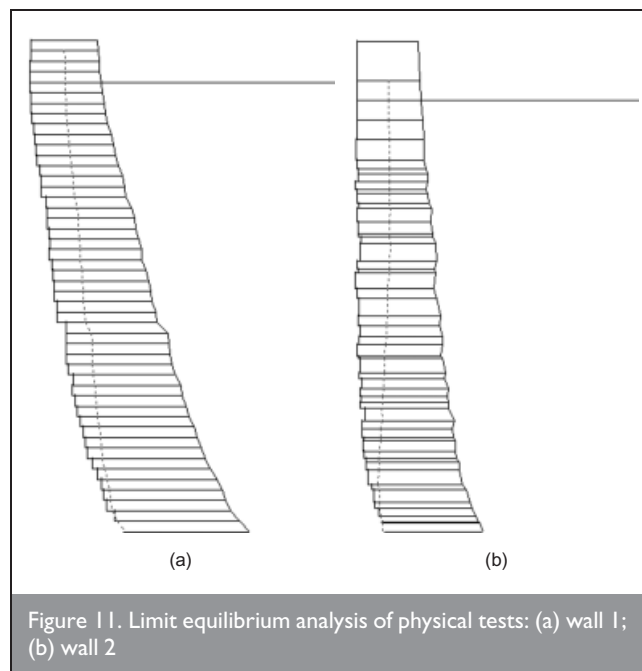 (a)
(b)
Figure 11. Limit equilibrium analysis of physical tests: (a) wall 1;
(b) wall 2